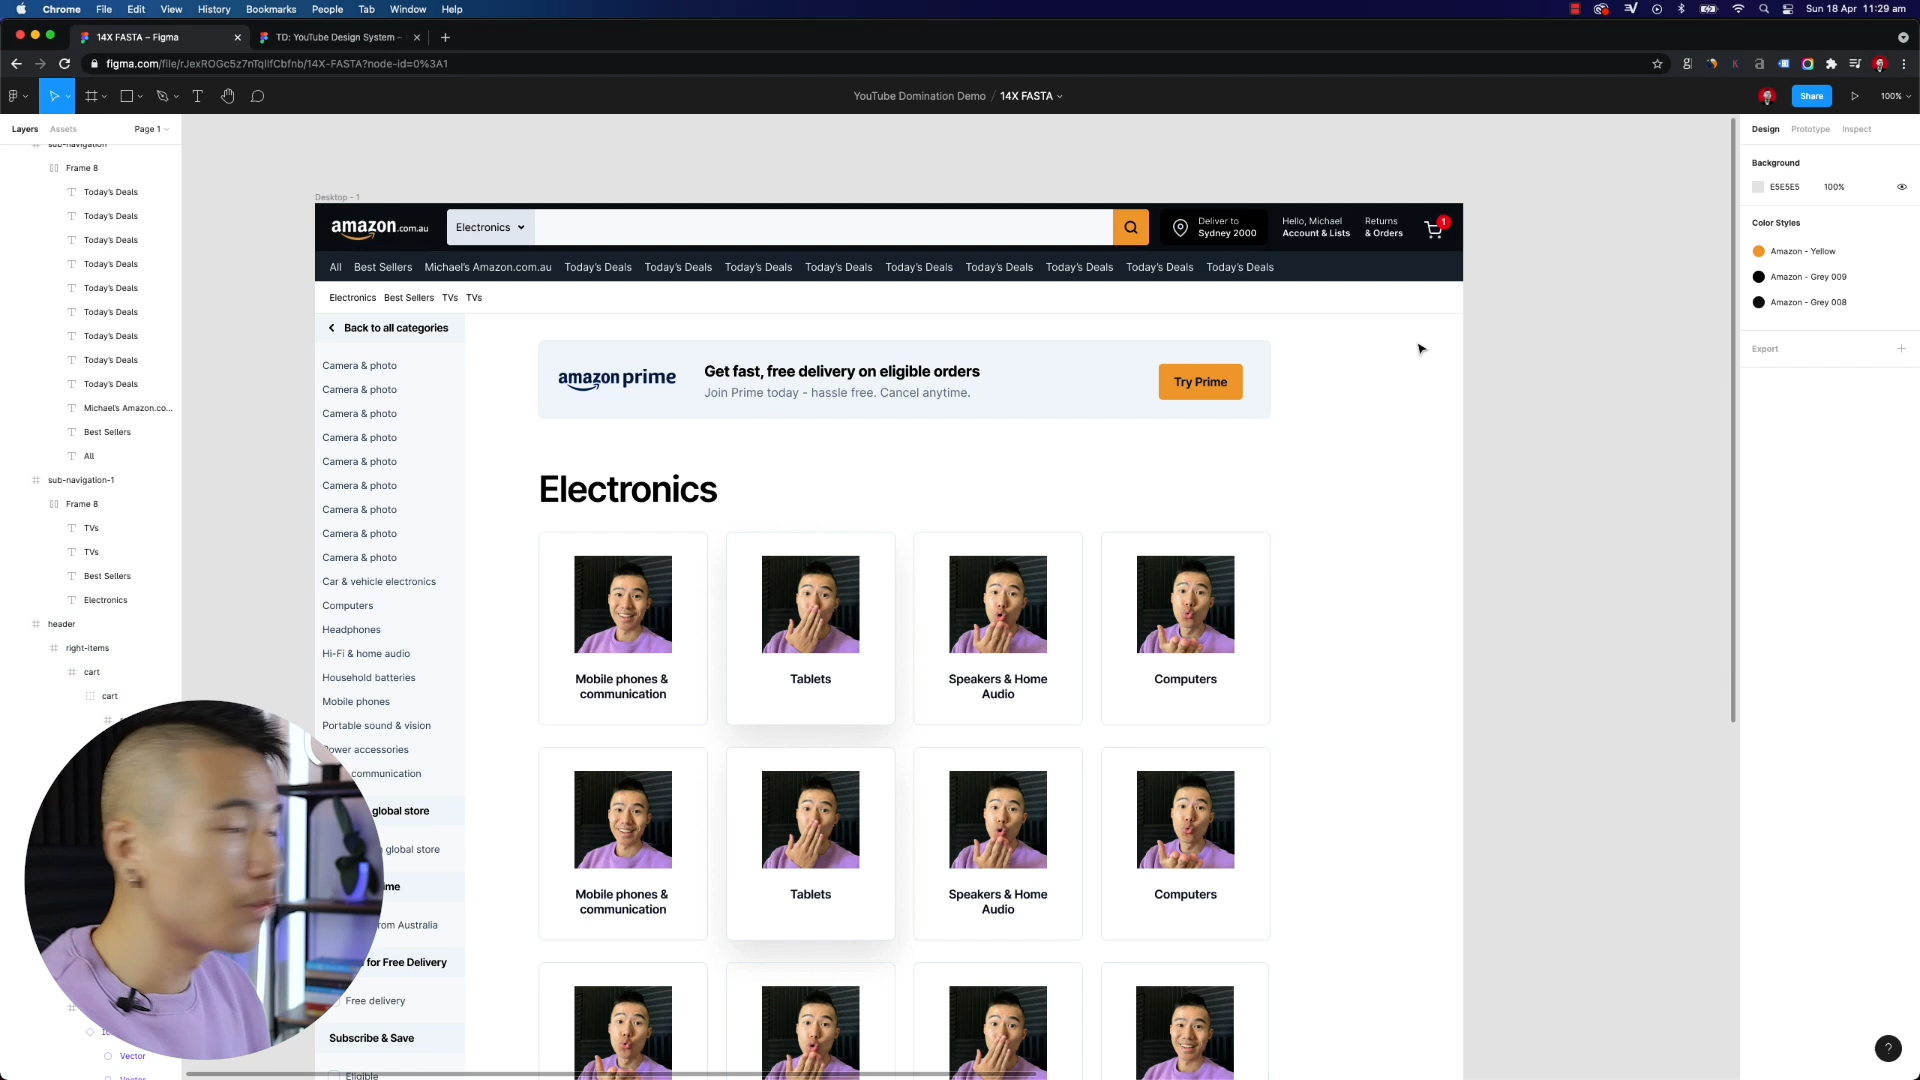 Chrome File Edit View History Bookmarks People Tab Window Help
Sun 18 Apr 11:29 am
14X FASTA – Figma
TD: YouTube Design System –
figma.com/file/rJexROGc5z7nTqIlfCbfnb/14X-FASTA?node-id=0%3A1
YouTube Domination Demo / 14X FASTA
Share
100%
Layers Assets Page 1
sub-navigation
Frame 8
Today's Deals
Today's Deals
Today's Deals
Today's Deals
Today's Deals
Today's Deals
Today's Deals
Today's Deals
Today's Deals
Michael's Amazon.co...
Best Sellers
All
sub-navigation-1
Frame 8
TVs
TVs
Best Sellers
Electronics
header
right-items
cart
cart
Vector
Vector
Desktop - 1
amazon.com.au
Electronics
Deliver to
Sydney 2000
Hello, Michael
Account & Lists
Returns
& Orders
1
All Best Sellers Michael's Amazon.com.au Today's Deals Today's Deals Today's Deals Today's Deals Today's Deals Today's Deals Today's Deals Today's Deals Today's Deals
Electronics Best Sellers TVs TVs
Back to all categories
Camera & photo
Camera & photo
Camera & photo
Camera & photo
Camera & photo
Camera & photo
Camera & photo
Camera & photo
Camera & photo
Car & vehicle electronics
Computers
Headphones
Hi-Fi & home audio
Household batteries
Mobile phones
Portable sound & vision
Power accessories
communication
global store
global store
from Australia
for Free Delivery
Free delivery
Subscribe & Save
Eligible
amazon prime
Get fast, free delivery on eligible orders
Join Prime today - hassle free. Cancel anytime.
Try Prime
Electronics
Mobile phones &
communication
Tablets
Speakers & Home
Audio
Computers
Mobile phones &
communication
Tablets
Speakers & Home
Audio
Computers
Design Prototype Inspect
Background
E5E5E5 100%
Color Styles
Amazon - Yellow
Amazon - Grey 009
Amazon - Grey 008
Export
?